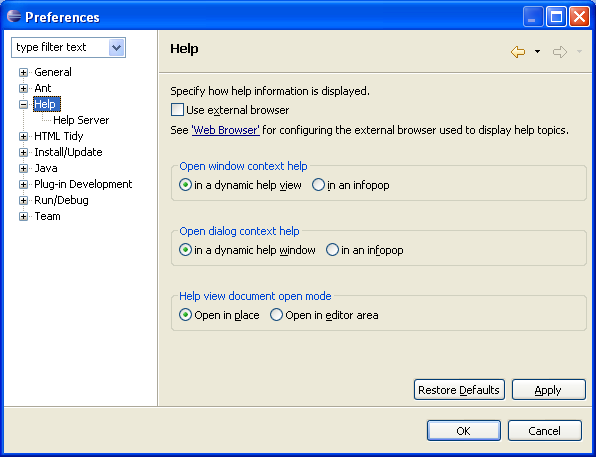 Preferences
type filter text
General
Ant
Help
Help Server
HTML Tidy
Install/Update
Java
Plug-in Development
Run/Debug
Team
Help
Specify how help information is displayed.
Use external browser
See 'Web Browser' for configuring the external browser used to display help topics.
Open window context help
in a dynamic help view in an infopop
Open dialog context help
in a dynamic help window in an infopop
Help view document open mode
Open in place Open in editor area
Restore Defaults Apply
OK Cancel